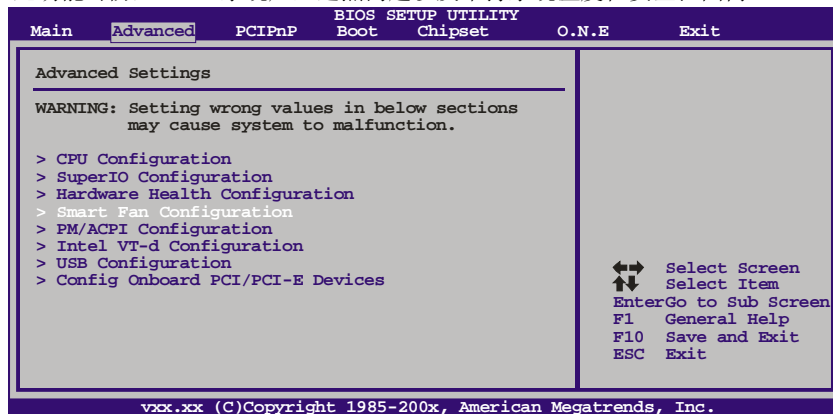 BIOS SETUP UTILITY
Main Advanced PCIPnP Boot Chipset O.N.E Exit
Advanced Settings
WARNING: Setting wrong values in below sections
may cause system to malfunction.
> CPU Configuration
> SuperIO Configuration
> Hardware Health Configuration
> Smart Fan Configuration
> PM/ACPI Configuration
> Intel VT-d Configuration
> USB Configuration
> Config Onboard PCI/PCI-E Devices
Select Screen
Select Item
EnterGo to Sub Screen
F1 General Help
F10 Save and Exit
ESC Exit
vxx.xx (C)Copyright 1985-200x, American Megatrends, Inc.